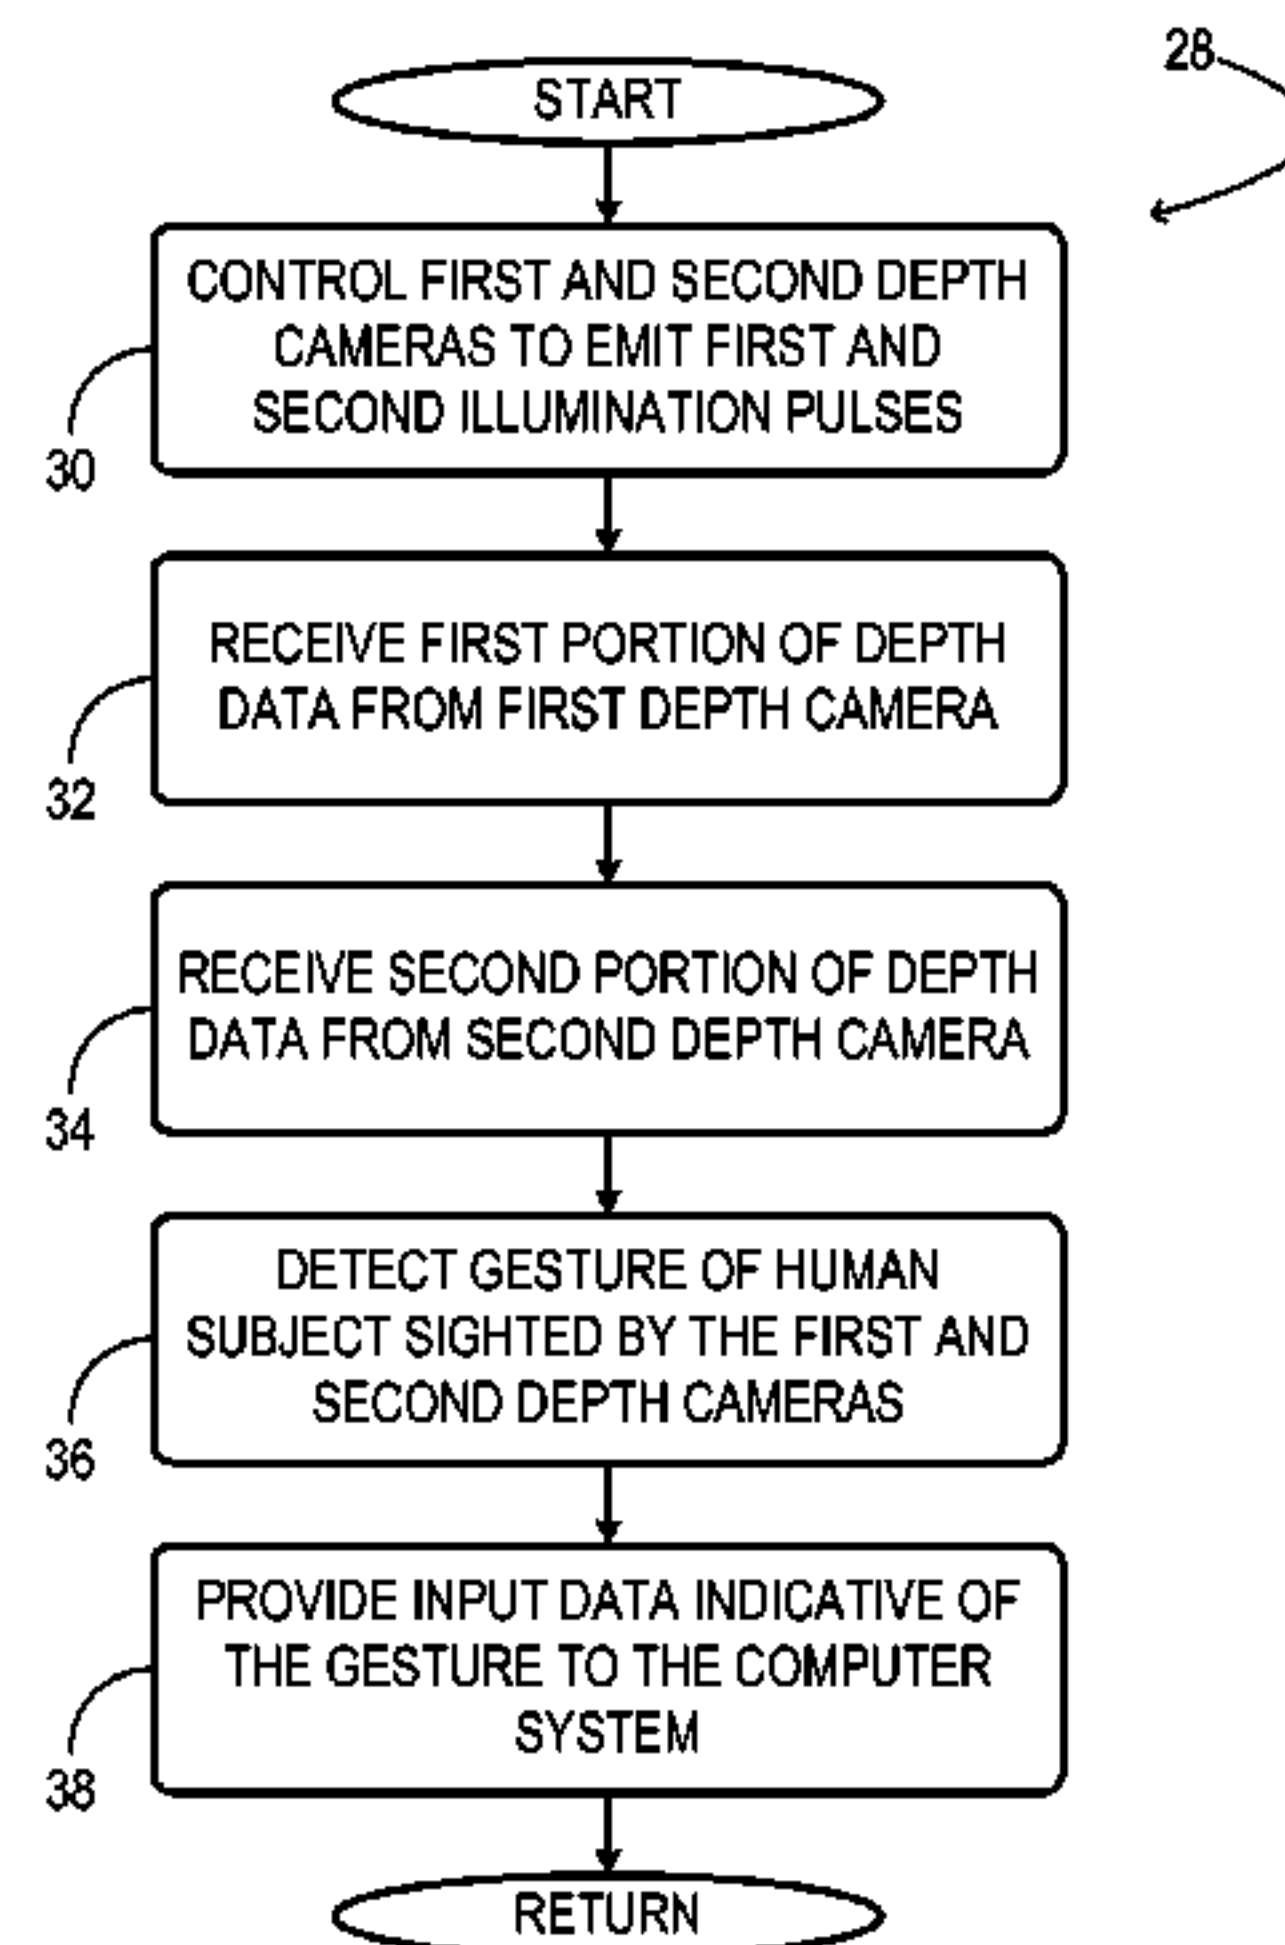 28
START
CONTROL FIRST AND SECOND DEPTH
CAMERAS TO EMIT FIRST AND
SECOND ILLUMINATION PULSES
30
RECEIVE FIRST PORTION OF DEPTH
DATA FROM FIRST DEPTH CAMERA
32
RECEIVE SECOND PORTION OF DEPTH
DATA FROM SECOND DEPTH CAMERA
34
DETECT GESTURE OF HUMAN
SUBJECT SIGHTED BY THE FIRST AND
SECOND DEPTH CAMERAS
36
PROVIDE INPUT DATA INDICATIVE OF
THE GESTURE TO THE COMPUTER
SYSTEM
38
RETURN